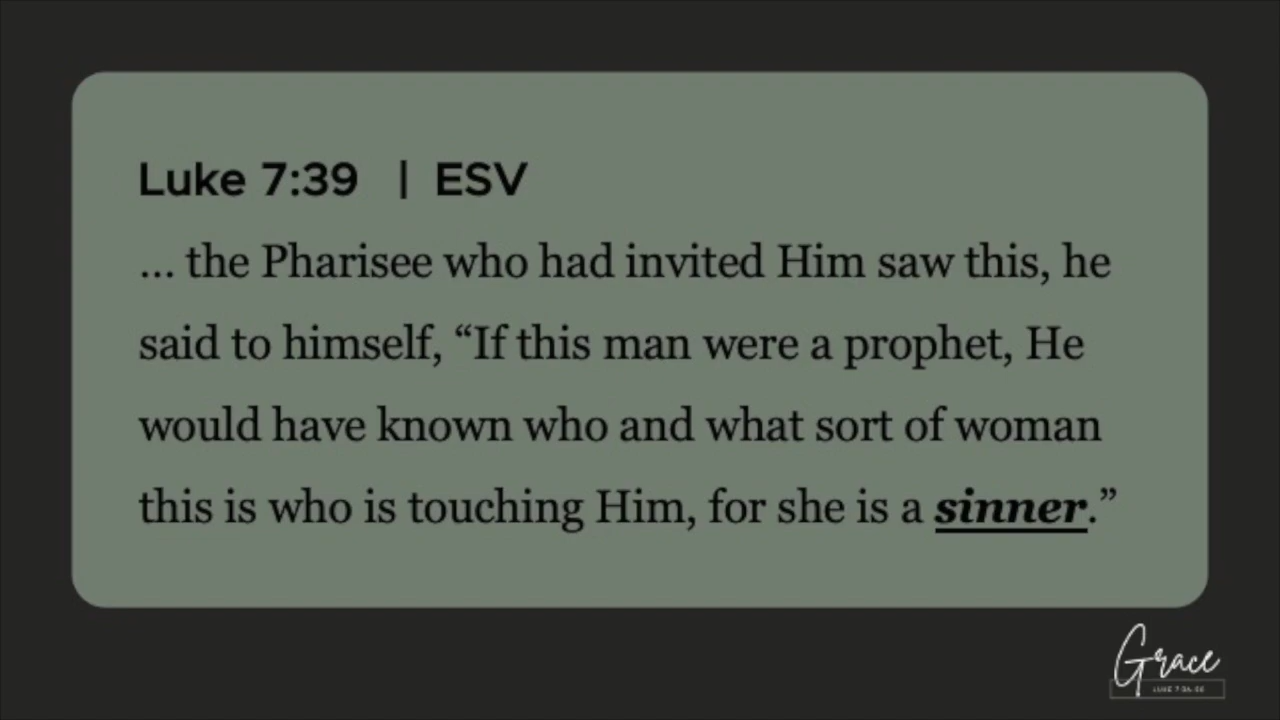 Luke 7:39 | ESV
... the Pharisee who had invited Him saw this, he
said to himself, “If this man were a prophet, He
would have known who and what sort of woman
this is who is touching Him, for she is a sinner.”
Grace
LUKE